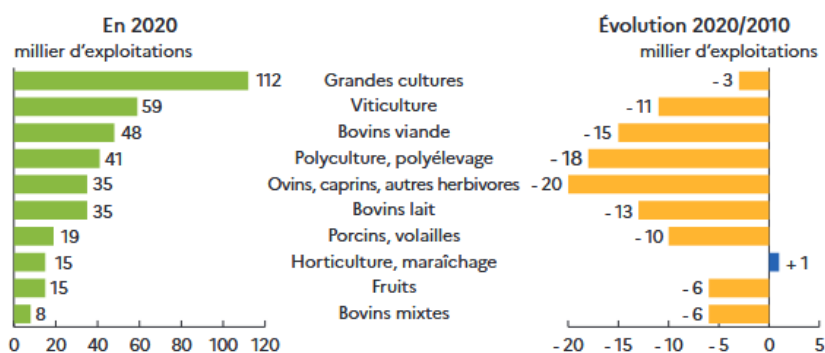 En 2020
millier d'exploitations
Évolution 2020/2010
millier d'exploitations
112 Grandes cultures - 3
59 Viticulture - 11
48 Bovins viande - 15
41 Polyculture, polyélevage - 18
35 Ovins, caprins, autres herbivores - 20
35 Bovins lait - 13
19 Porcins, volailles - 10
15 Horticulture, maraîchage + 1
15 Fruits - 6
8 Bovins mixtes - 6
0 20 40 60 80 100 120
- 20 - 15 - 10 - 5 0 5